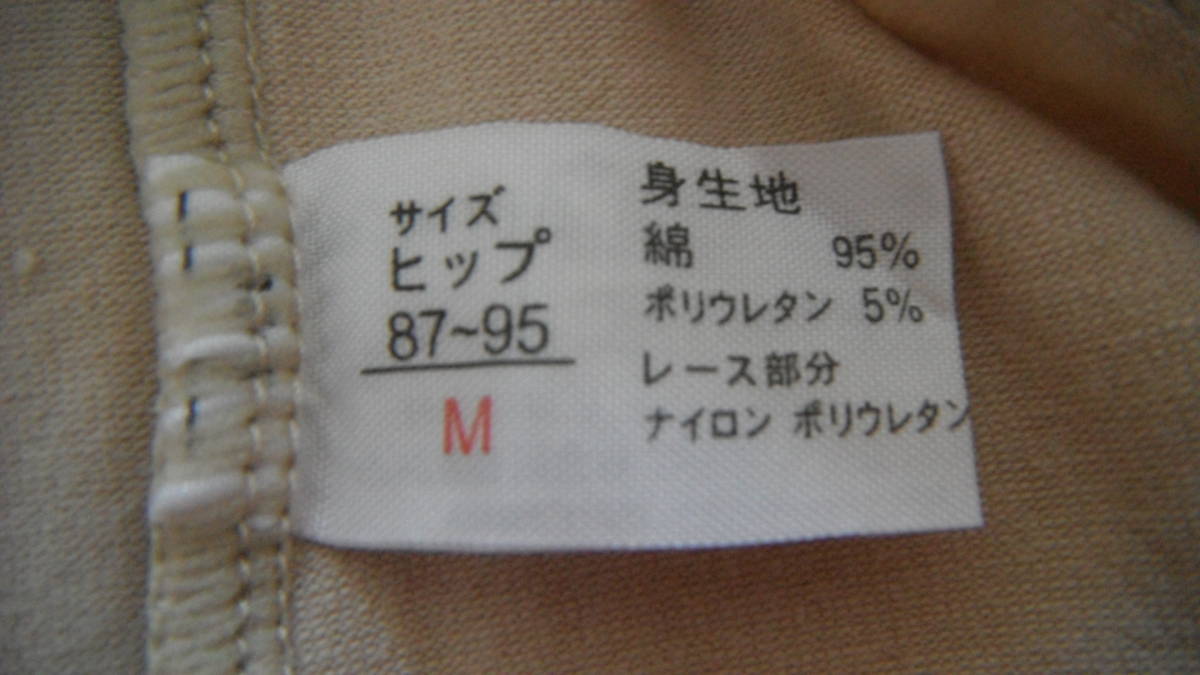 サイズ
ヒップ
87~95
M
身生地
綿 95%
ポリウレタン 5%
レース部分
ナイロン ポリウレタン